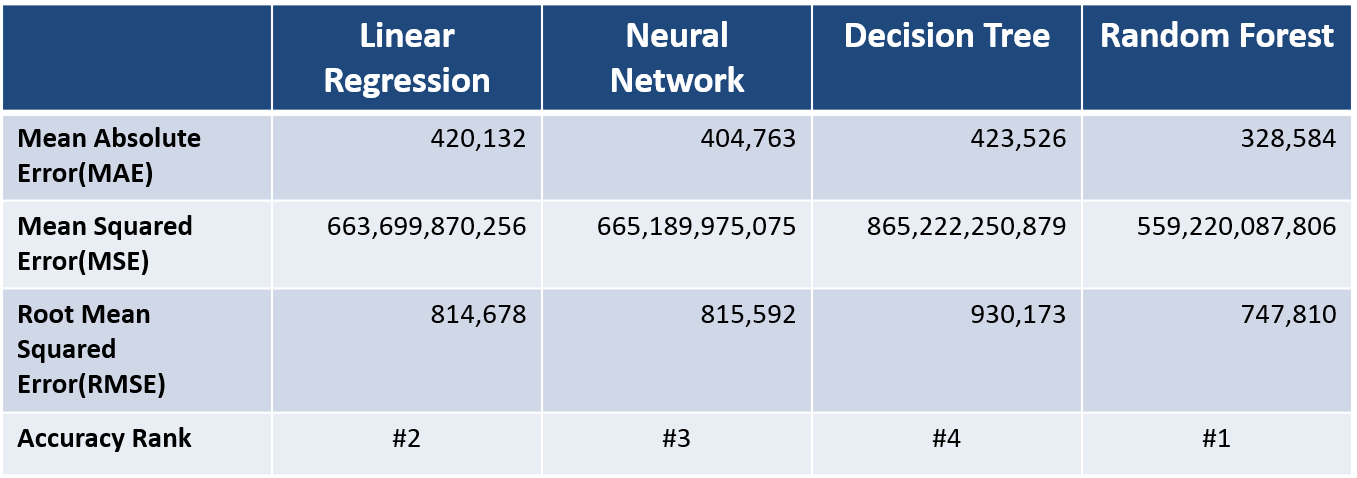 Linear
Regression
Neural
Network
Decision Tree
Random Forest
Mean Absolute
Error(MAE)
420,132
404,763
423,526
328,584
Mean Squared
Error(MSE)
663,699,870,256
665,189,975,075
865,222,250,879
559,220,087,806
Root Mean
Squared
Error(RMSE)
814,678
815,592
930,173
747,810
Accuracy Rank
#2
#3
#4
#1